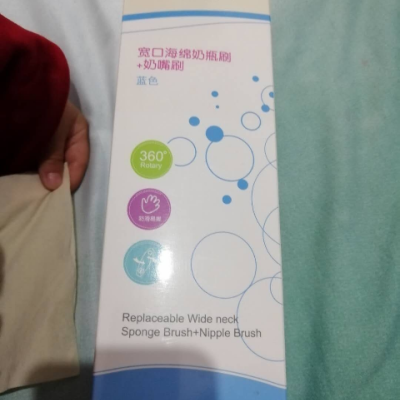 宽口海绵奶瓶刷
+奶嘴刷
蓝色
360°
Rotary
Replaceable Wide neck
Sponge Brush+Nipple Brush